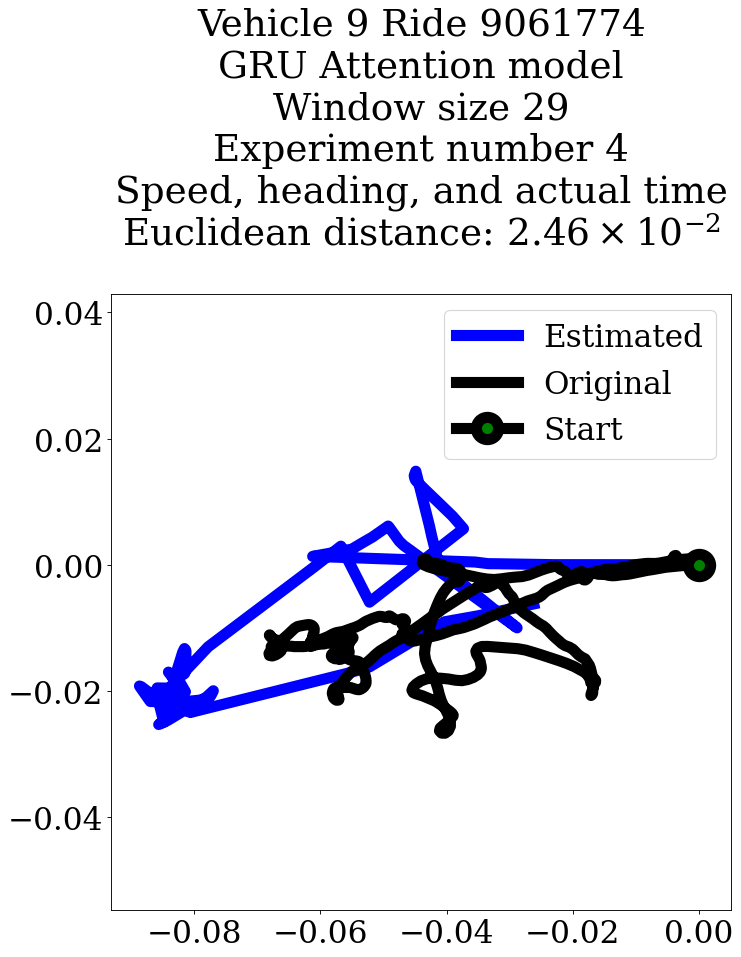 Vehicle 9 Ride 9061774
GRU Attention model
Window size 29
Experiment number 4
Speed, heading, and actual time
Euclidean distance: 2.46 × 10⁻²
0.04
0.02
0.00
−0.02
−0.04
Estimated
Original
Start
−0.08 −0.06 −0.04 −0.02 0.00